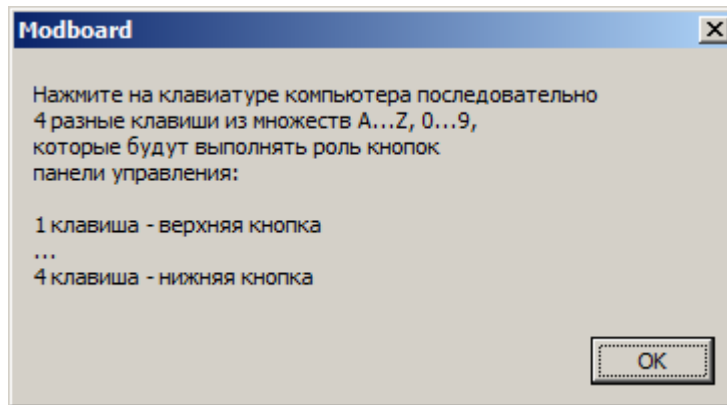 Modboard
Нажмите на клавиатуре компьютера последовательно
4 разные клавиши из множеств A...Z, 0...9,
которые будут выполнять роль кнопок
панели управления:
1 клавиша - верхняя кнопка
...
4 клавиша - нижняя кнопка
OK